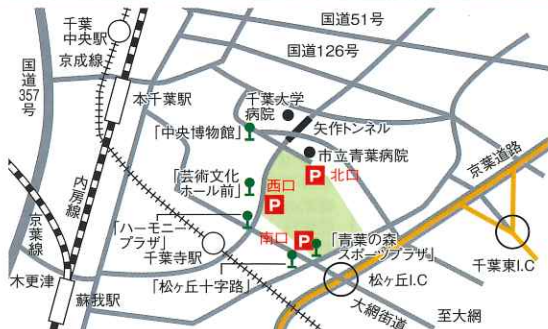 国道51号
千葉
中央駅
京成線
国道126号
国道
357
号
本千葉駅
千葉大学
病院
「中央博物館」
矢作トンネル
市立青葉病院
京葉道路
P
北口
「芸術文化
ホール前」
西口
P
内房線
京葉線
「ハーモニー
プラザ」
千葉寺駅
南口
P
「青葉の森
スポーツプラザ」
千葉東I.C
木更津
「松ヶ丘十字路」
松ヶ丘I.C
蘇我駅
大網街道
至大網